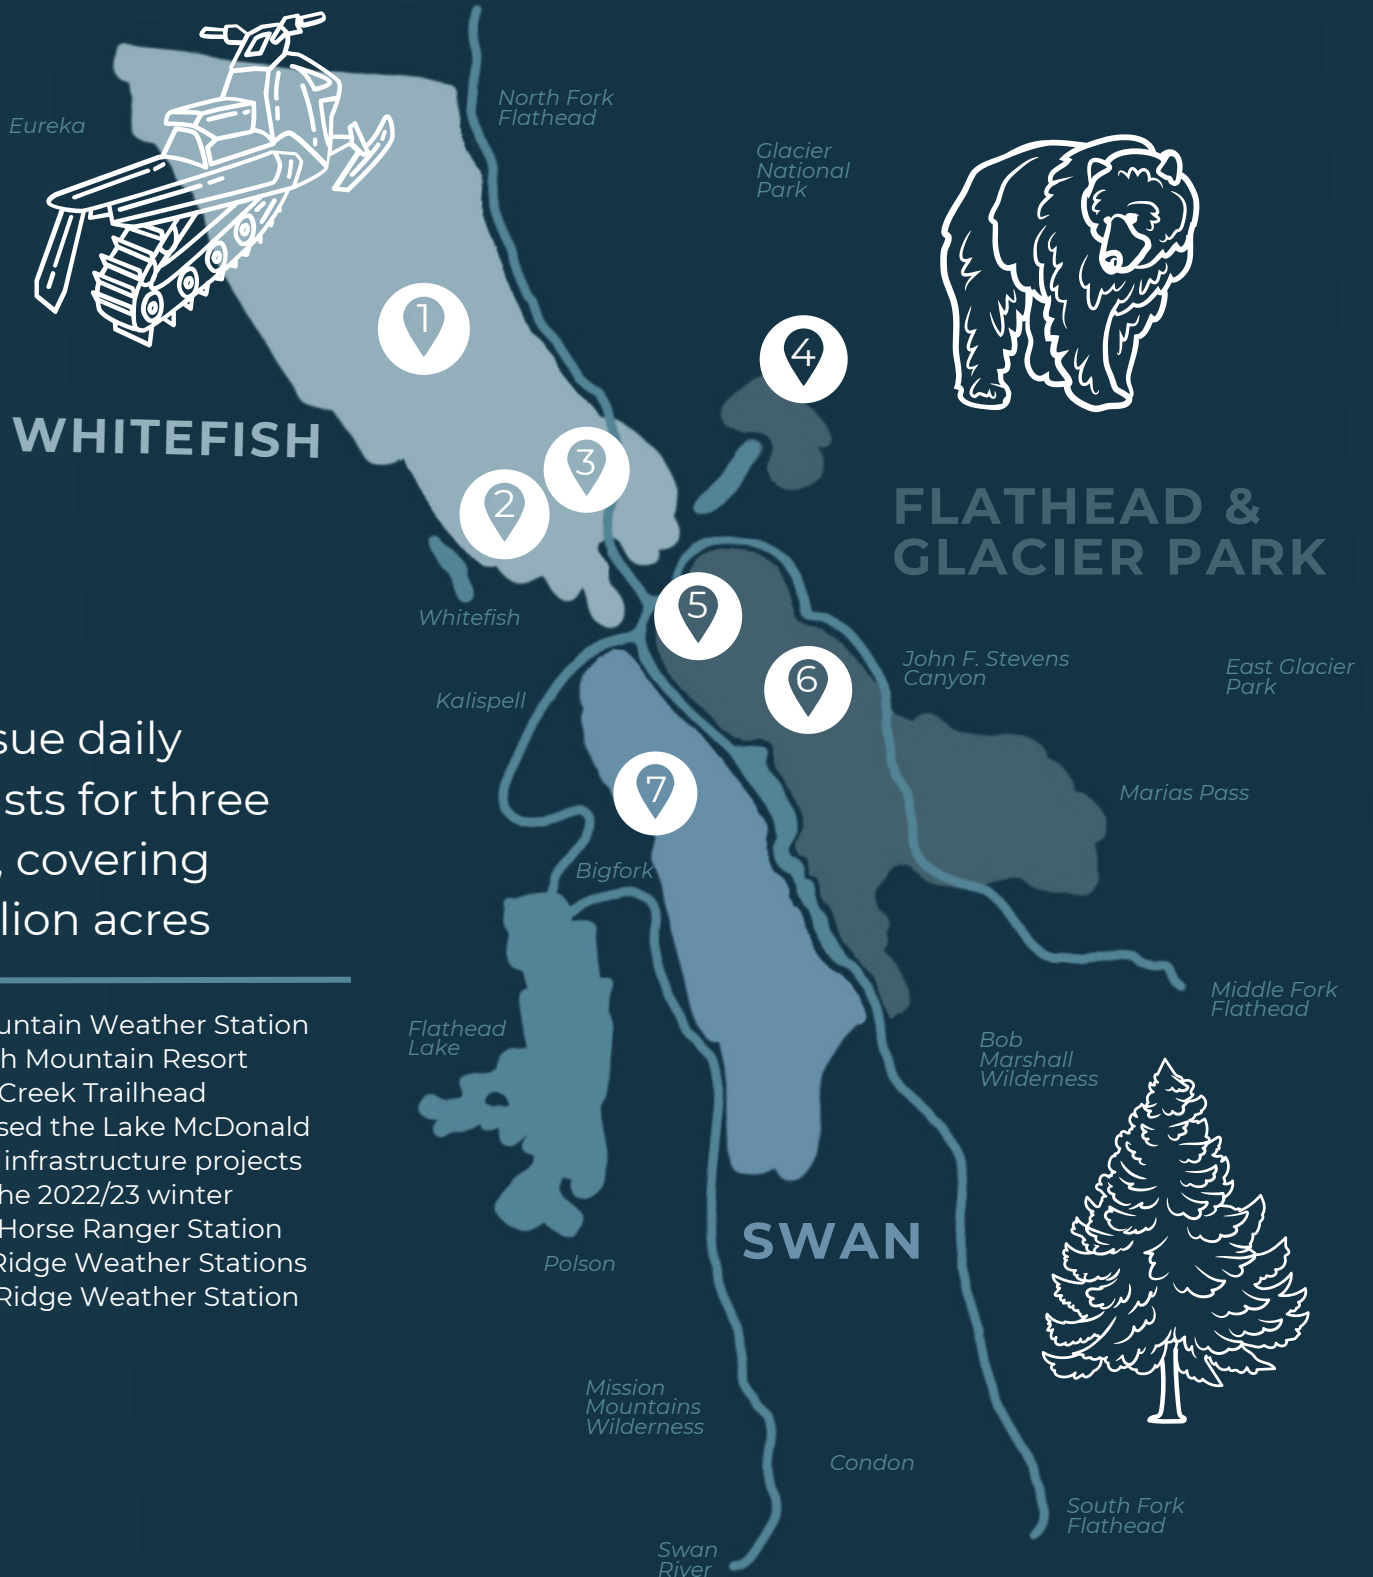 Eureka
North Fork
Flathead
Glacier
National
Park
1
4
WHITEFISH
3
2
FLATHEAD &
GLACIER PARK
5
Whitefish
6
John F. Stevens
Canyon
East Glacier
Park
Kalispell
sue daily
sts for three
, covering
lion acres
7
Marias Pass
Bigfork
Middle Fork
Flathead
Flathead
Lake
Bob
Marshall
Wilderness
untain Weather Station
h Mountain Resort
Creek Trailhead
sed the Lake McDonald
infrastructure projects
he 2022/23 winter
Horse Ranger Station
Ridge Weather Stations
Ridge Weather Station
SWAN
Polson
Mission
Mountains
Wilderness
Condon
South Fork
Flathead
Swan
River